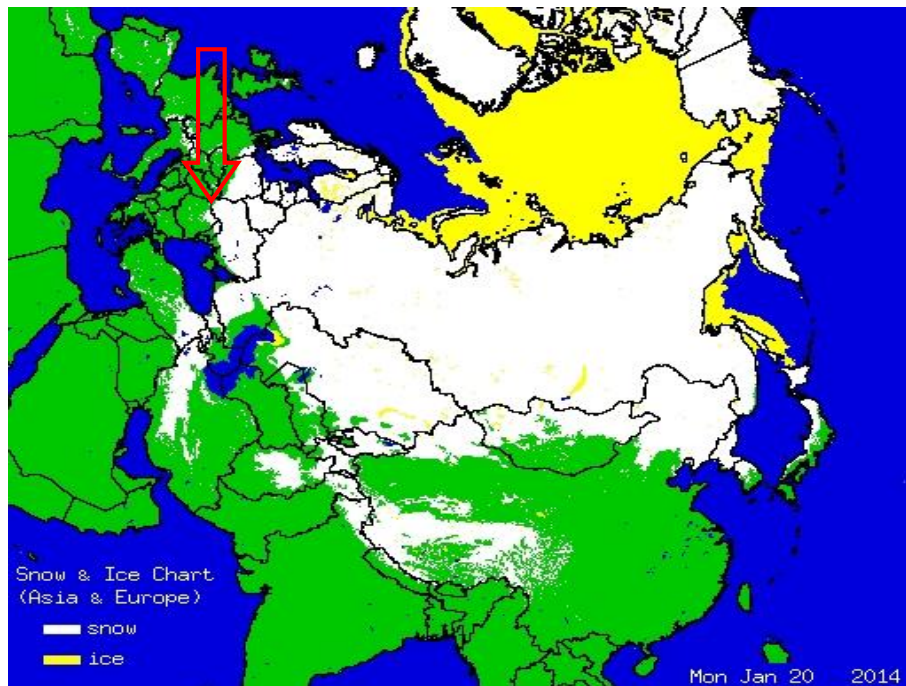 Snow & Ice Chart
(Asia & Europe)
snow
ice
Mon Jan 20 2014